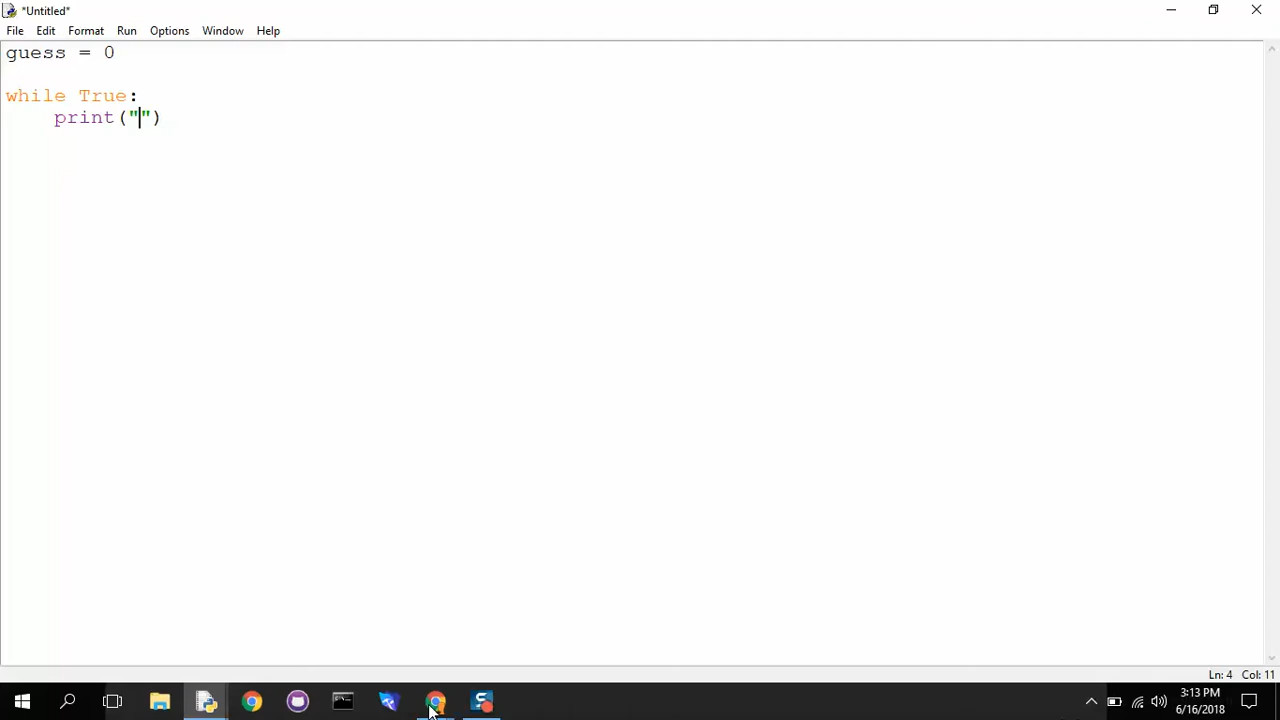 *Untitled*
File Edit Format Run Options Window Help
guess = 0
while True:
print("")
Ln: 4 Col: 11
3:13 PM
6/16/2018